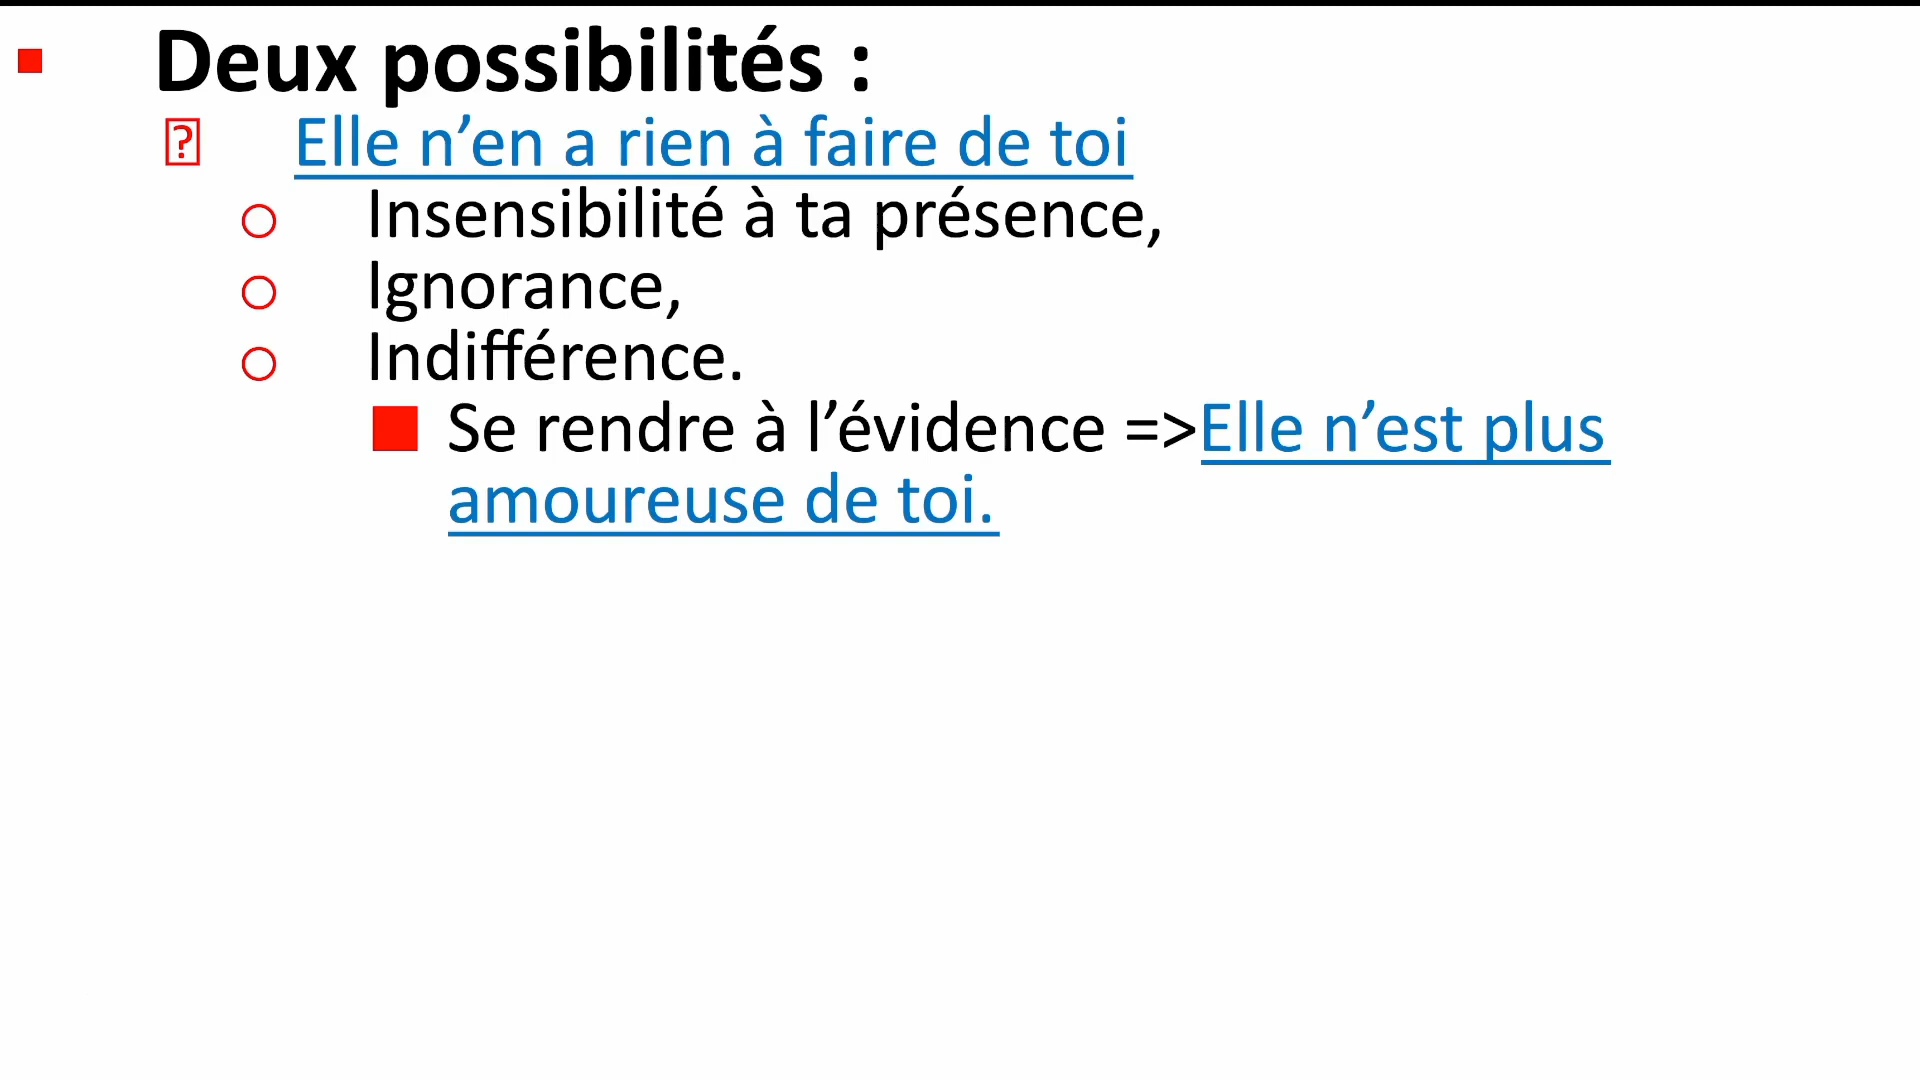 Deux possibilités :
Elle n’en a rien à faire de toi
Insensibilité à ta présence,
Ignorance,
Indifférence.
Se rendre à l’évidence =>Elle n’est plus
amoureuse de toi.